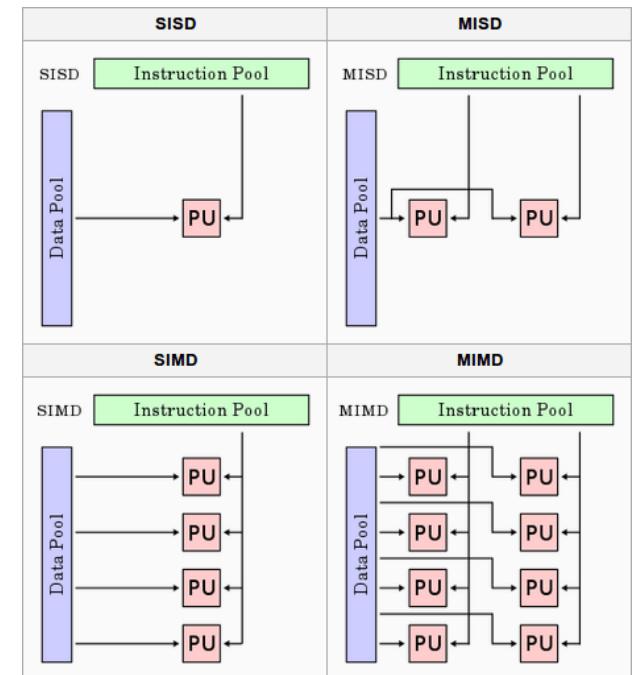 SISD
MISD
SISD
Instruction Pool
MISD
Instruction Pool
Data Pool
PU
Data Pool
PU
PU
SIMD
MIMD
SIMD
Instruction Pool
MIMD
Instruction Pool
Data Pool
PU
PU
PU
PU
Data Pool
PU
PU
PU
PU
PU
PU
PU
PU